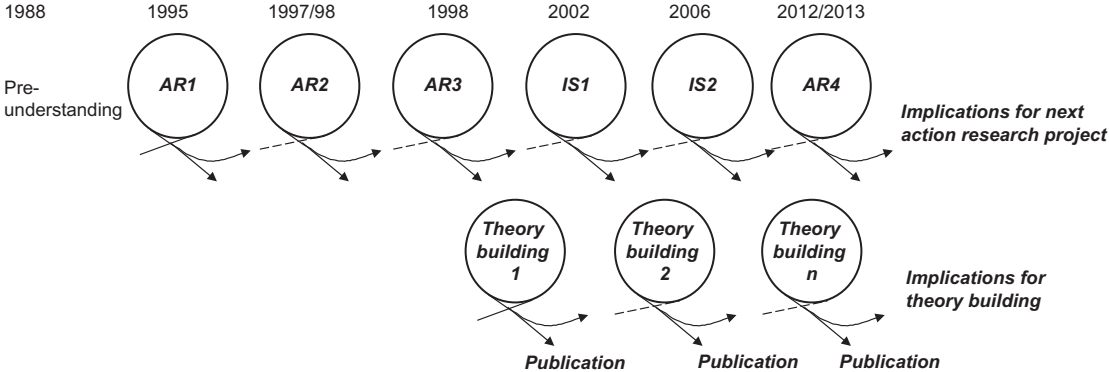 1988 1995 1997/98 1998 2002 2006 2012/2013
AR1 AR2 AR3 IS1 IS2 AR4
Pre-
understanding
Implications for next
action research project
Theory
building
1
Theory
building
2
Theory
building
n
Implications for
theory building
Publication Publication Publication